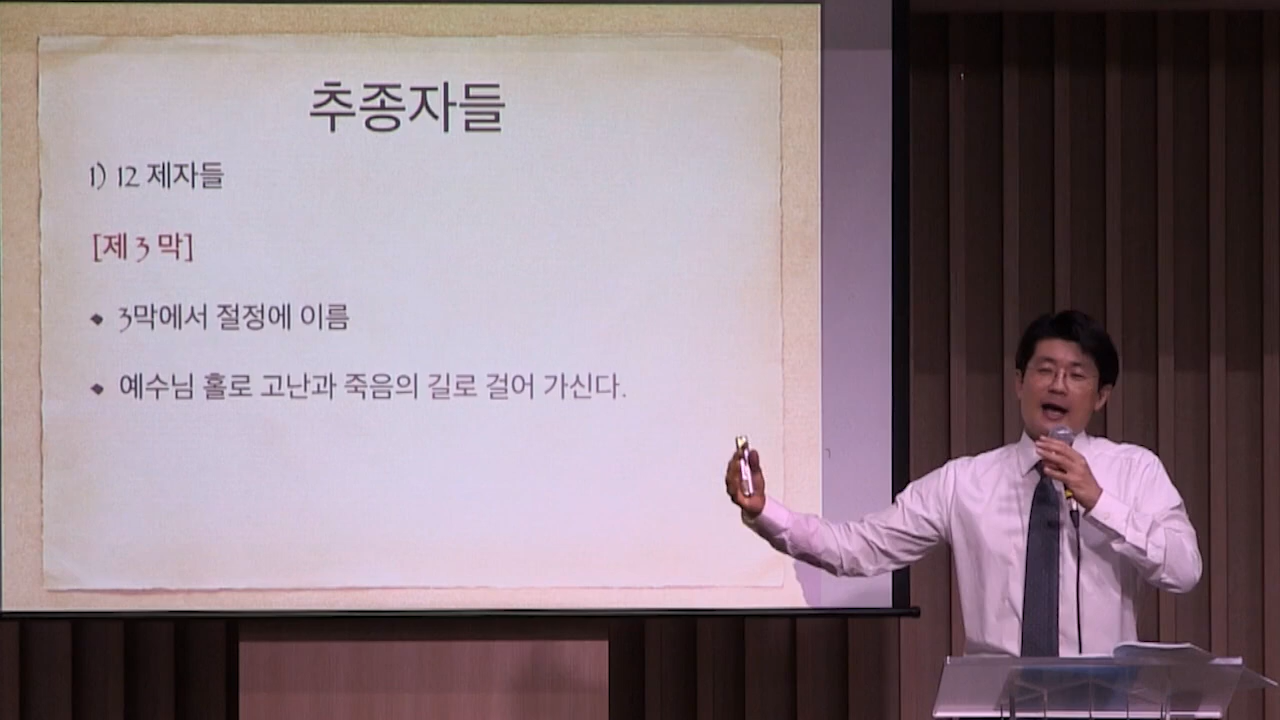 추종자들
1) 12 제자들
[제 3 막]
3막에서 절정에 이름
예수님 홀로 고난과 죽음의 길로 걸어 가신다.